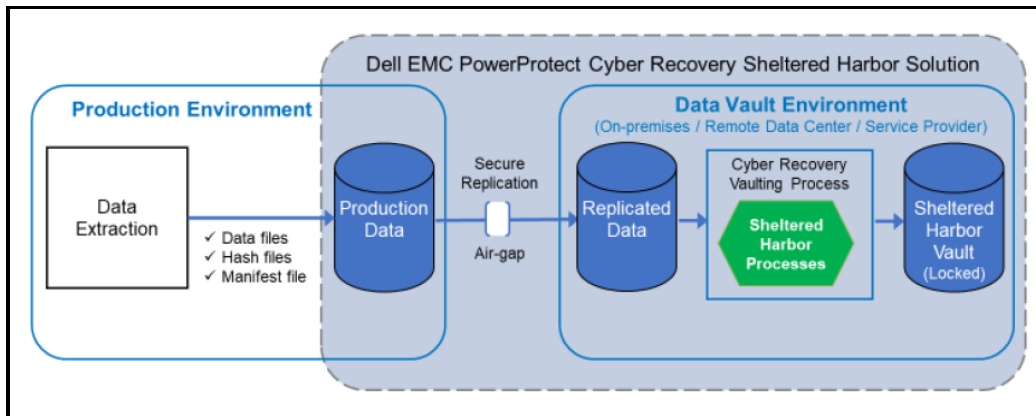 Dell EMC PowerProtect Cyber Recovery Sheltered Harbor Solution
Production Environment
Data
Extraction
✓ Data files
✓ Hash files
✓ Manifest file
Production
Data
Secure
Replication
Air-gap
Data Vault Environment
(On-premises / Remote Data Center / Service Provider)
Replicated
Data
Cyber Recovery
Vaulting Process
Sheltered
Harbor
Processes
Sheltered
Harbor
Vault
(Locked)